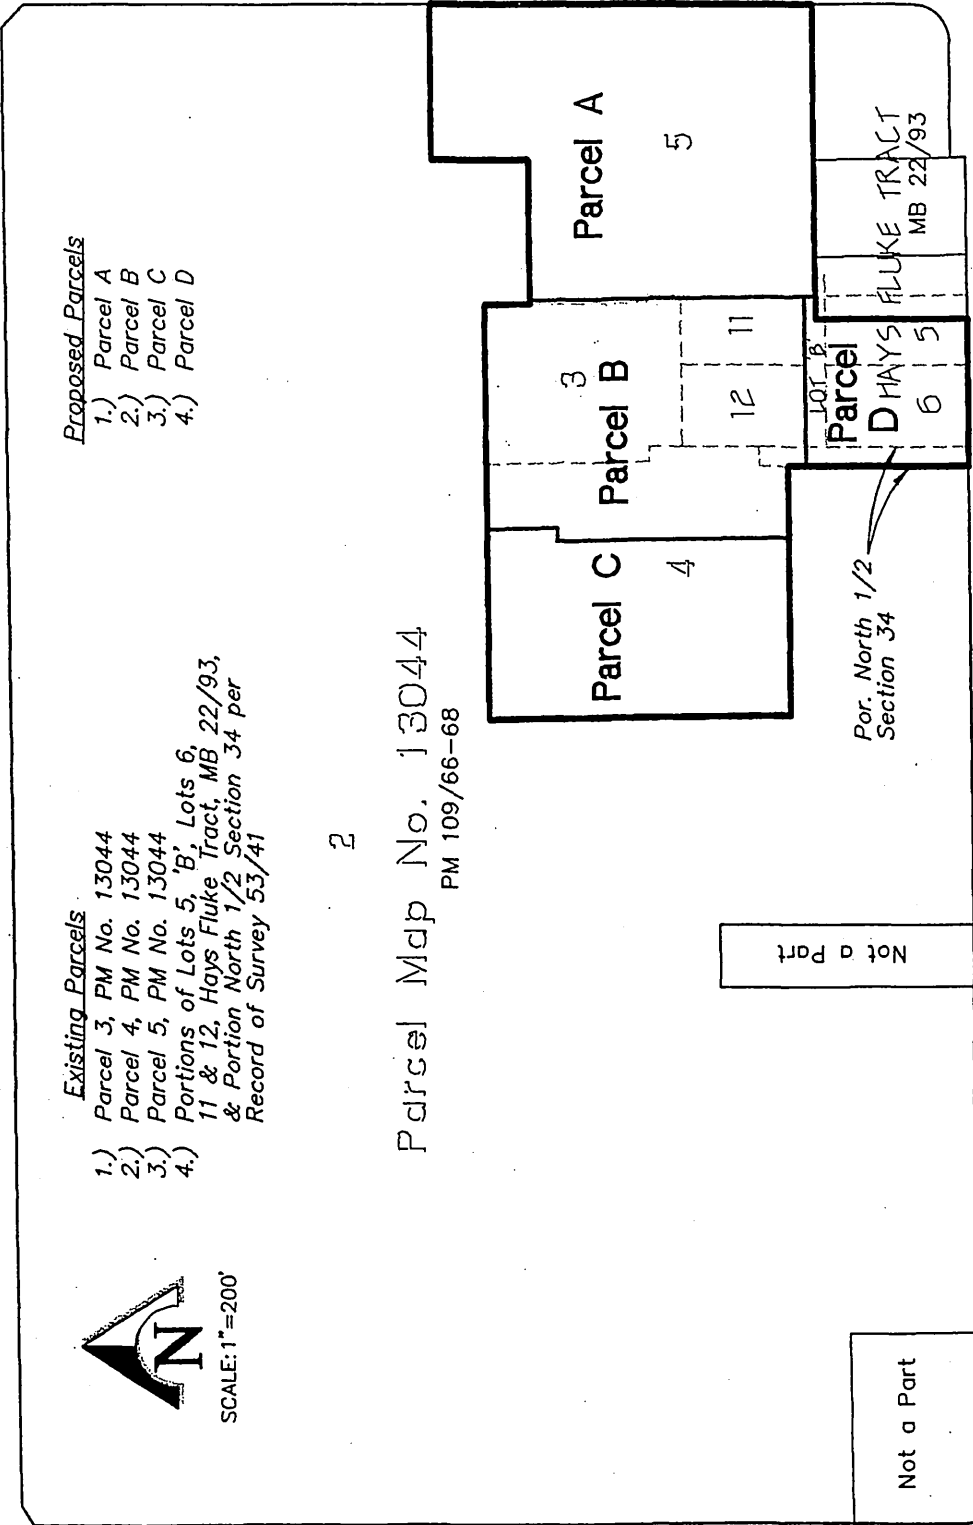 N
SCALE: 1"=200'
Existing Parcels
1.) Parcel 3, PM No. 13044
2.) Parcel 4, PM No. 13044
3.) Parcel 5, PM No. 13044
4.) Portions of Lots 5, 'B', Lots 6,
11 & 12, Hays Fluke Tract, MB 22/93,
& Portion North 1/2 Section 34 per
Record of Survey 53/41
Proposed Parcels
1.) Parcel A
2.) Parcel B
3.) Parcel C
4.) Parcel D
2
Parcel Map No. 13044
PM 109/66-68
Parcel C
4
3
Parcel B
12
11
Parcel A
5
LOT 'B'
Parcel
D
HAYS FLUKE TRACT
MB 22/93
6
5
Por. North 1/2
Section 34
Not a Part
Not a Part